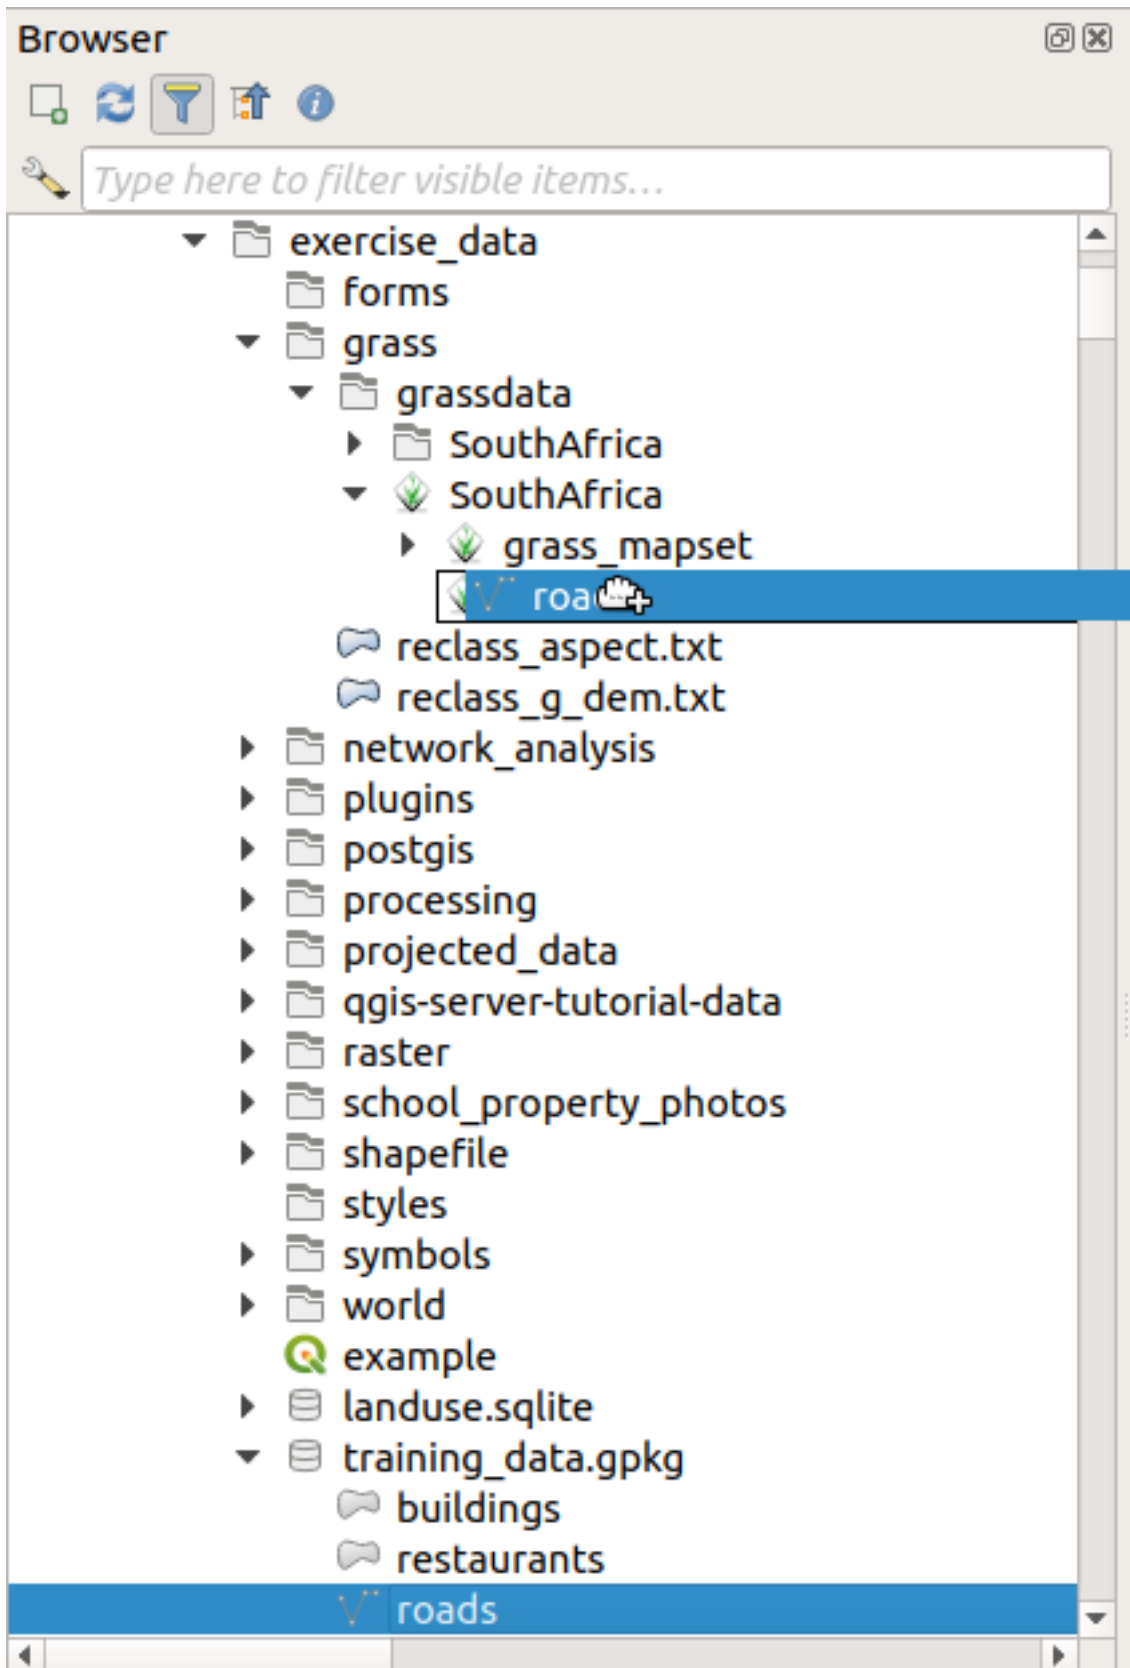 Browser
Type here to filter visible items...
exercise_data
forms
grass
grassdata
SouthAfrica
SouthAfrica
grass_mapset
reclass_aspect.txt
reclass_g_dem.txt
network_analysis
plugins
postgis
processing
projected_data
qgis-server-tutorial-data
raster
school_property_photos
shapefile
styles
symbols
world
example
landuse.sqlite
training_data.gpkg
buildings
restaurants
roads